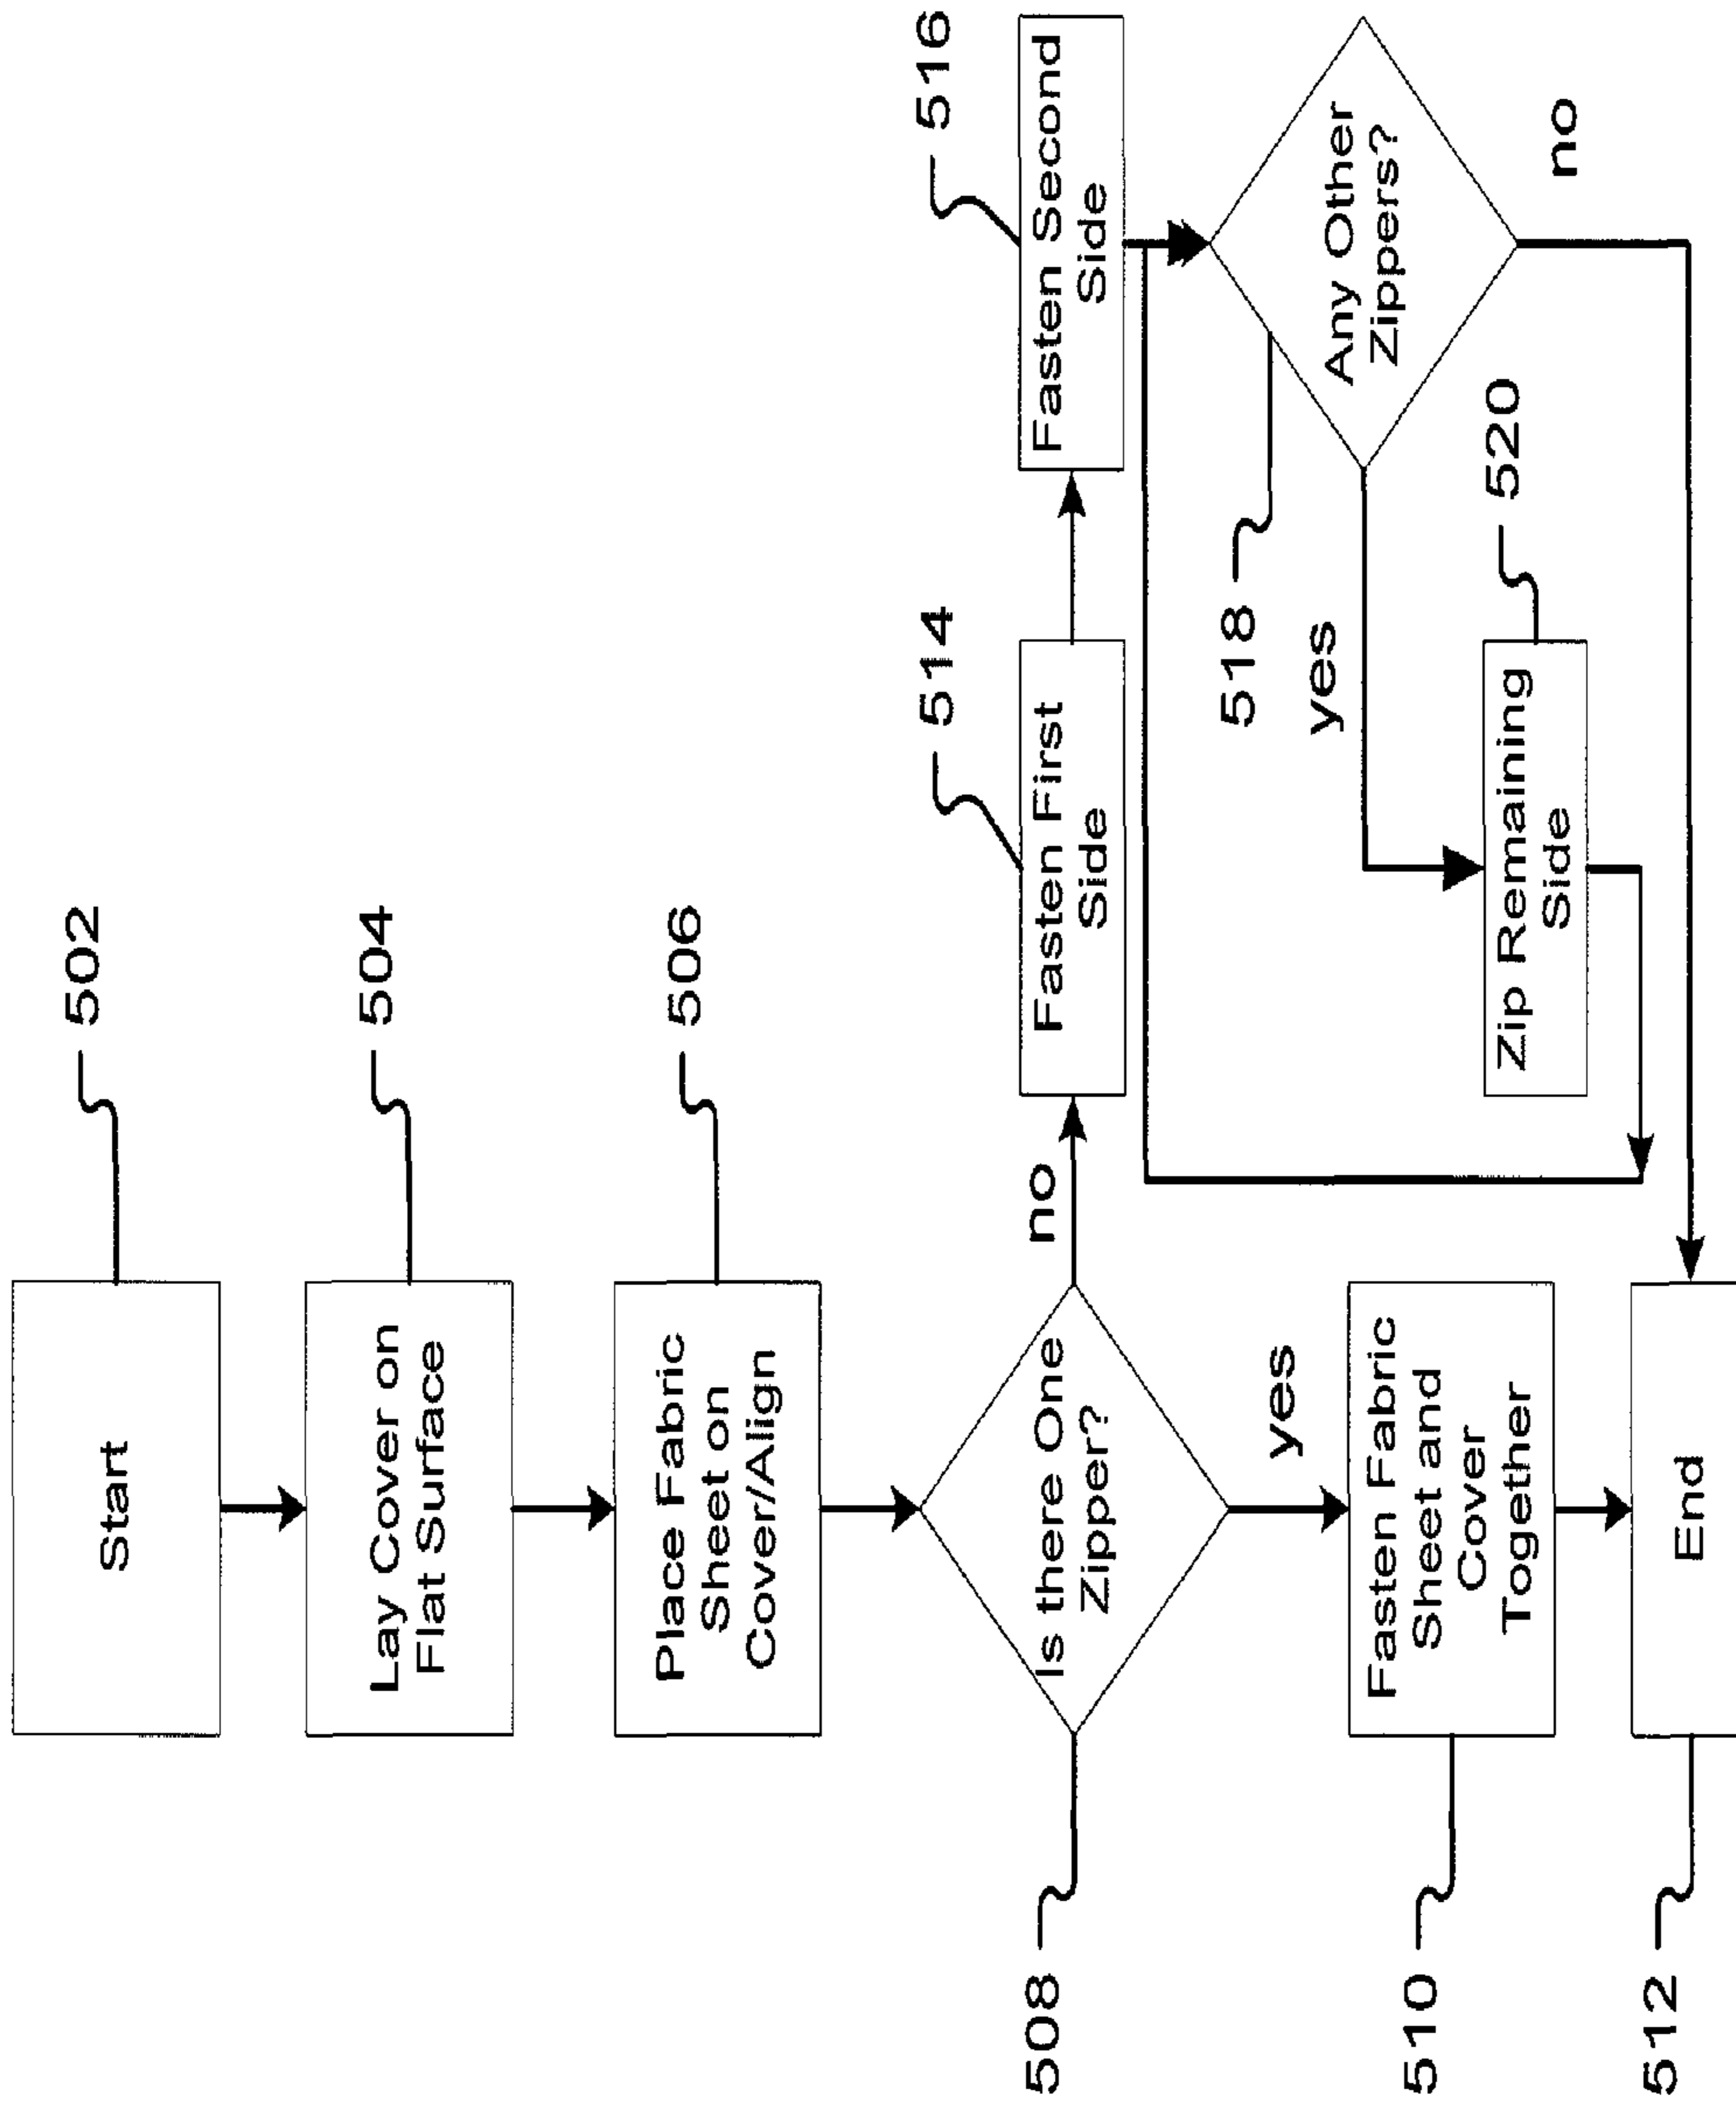 Start
502
Lay Cover on
Flat Surface
504
Place Fabric
Sheet on
Cover/Align
506
Is there One
Zipper?
508
no
yes
Fasten Fabric
Sheet and
Cover
Together
510
End
512
Fasten First
Side
514
Fasten Second
Side
516
Any Other
Zippers?
518
yes
no
Zip Remaining
Side
520